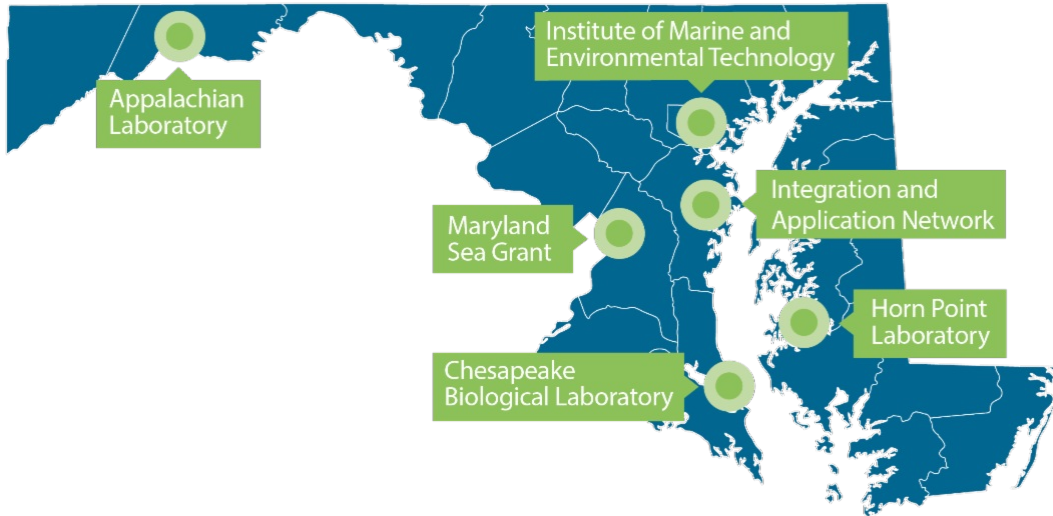 Institute of Marine and
Environmental Technology
Appalachian
Laboratory
Integration and
Application Network
Maryland
Sea Grant
Horn Point
Laboratory
Chesapeake
Biological Laboratory